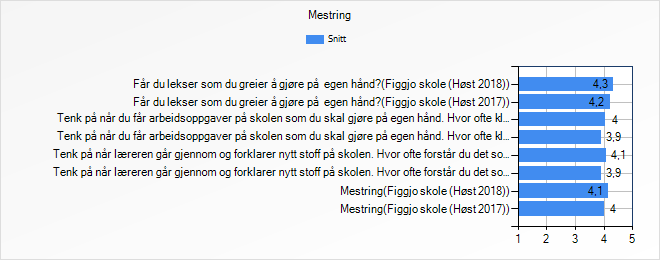 Mestring
Snitt
Får du lekser som du greier å gjøre på egen hånd?(Figgjo skole (Høst 2018)) 4,3
Får du lekser som du greier å gjøre på egen hånd?(Figgjo skole (Høst 2017)) 4,2
Tenk på når du får arbeidsoppgaver på skolen som du skal gjøre på egen hånd. Hvor ofte kl... 4
Tenk på når du får arbeidsoppgaver på skolen som du skal gjøre på egen hånd. Hvor ofte kl... 3,9
Tenk på når læreren går gjennom og forklarer nytt stoff på skolen. Hvor ofte forstår du det so... 4,1
Tenk på når læreren går gjennom og forklarer nytt stoff på skolen. Hvor ofte forstår du det so... 3,9
Mestring(Figgjo skole (Høst 2018)) 4,1
Mestring(Figgjo skole (Høst 2017)) 4
1 2 3 4 5